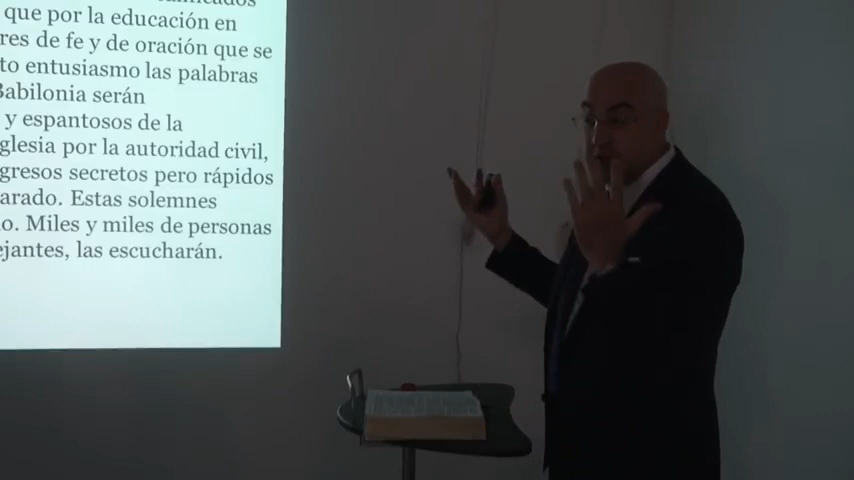 que por la educación en
res de fe y de oración que se
to entusiasmo las palabras
Babilonia serán
y espantosos de la
glesia por la autoridad civil,
gresos secretos pero rápidos
arado. Estas solemnes
o. Miles y miles de personas
ejantes, las escucharán.